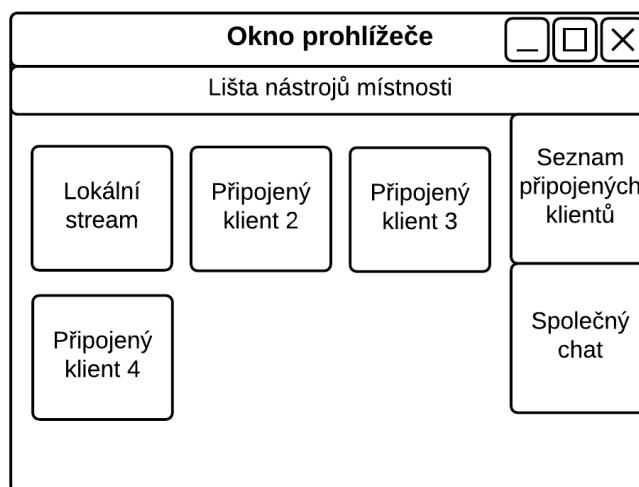 Okno prohlížeče
Lišta nástrojů místnosti
Lokální
stream
Připojený
klient 2
Připojený
klient 3
Seznam
připojených
klientů
Připojený
klient 4
Společný
chat